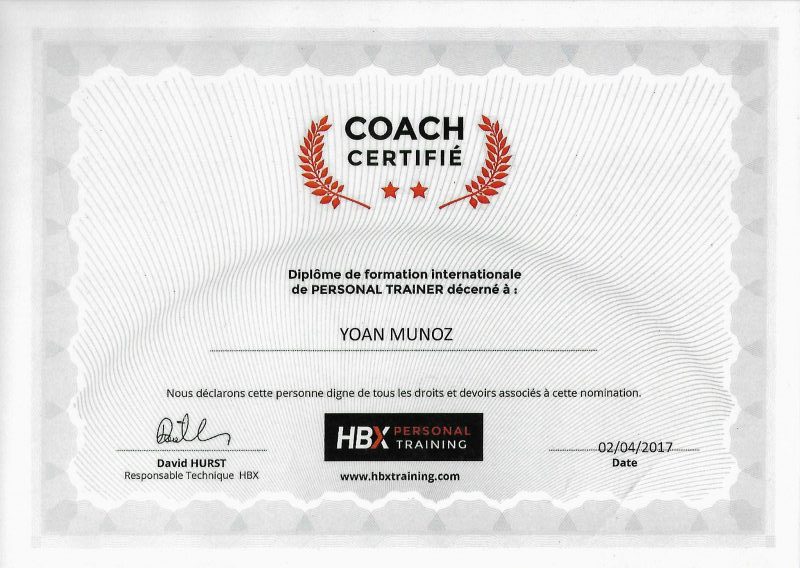 COACH
CERTIFIÉ
Diplôme de formation internationale
de PERSONAL TRAINER décerné à :
YOAN MUNOZ
Nous déclarons cette personne digne de tous les droits et devoirs associés à cette nomination.
HBX PERSONAL TRAINING
02/04/2017
David HURST
Date
Responsable Technique HBX
www.hbxtraining.com